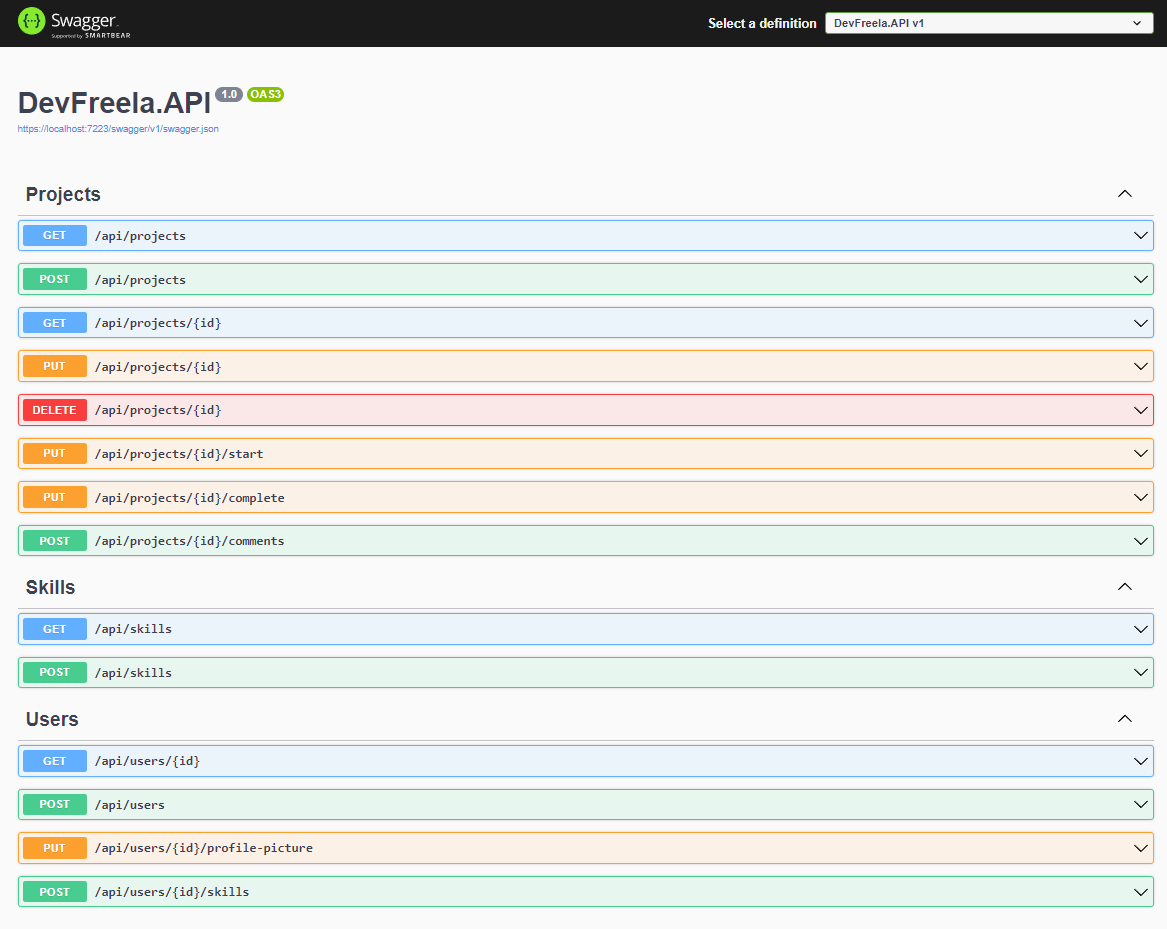 {···} Swagger
Supported by SMARTBEAR
Select a definition
DevFreela.API v1
DevFreela.API 1.0 OAS3
https://localhost:7223/swagger/v1/swagger.json
Projects
GET /api/projects
POST /api/projects
GET /api/projects/{id}
PUT /api/projects/{id}
DELETE /api/projects/{id}
PUT /api/projects/{id}/start
PUT /api/projects/{id}/complete
POST /api/projects/{id}/comments
Skills
GET /api/skills
POST /api/skills
Users
GET /api/users/{id}
POST /api/users
PUT /api/users/{id}/profile-picture
POST /api/users/{id}/skills